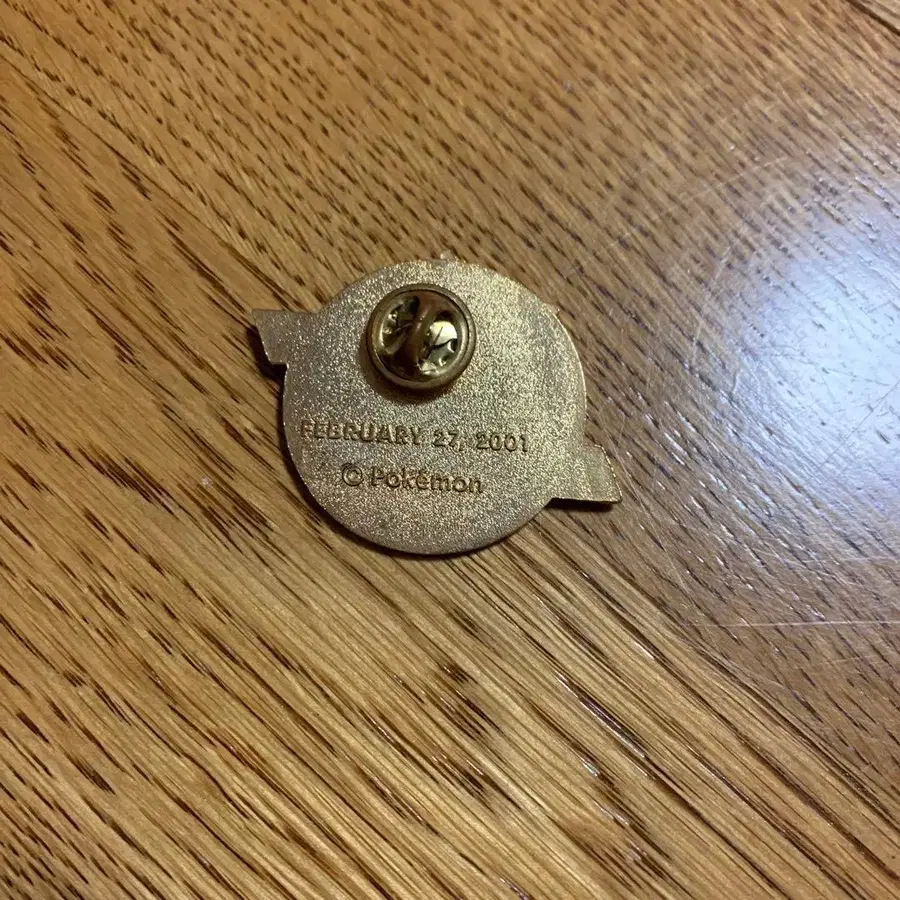 FEBRUARY 27, 2001
© Pokémon